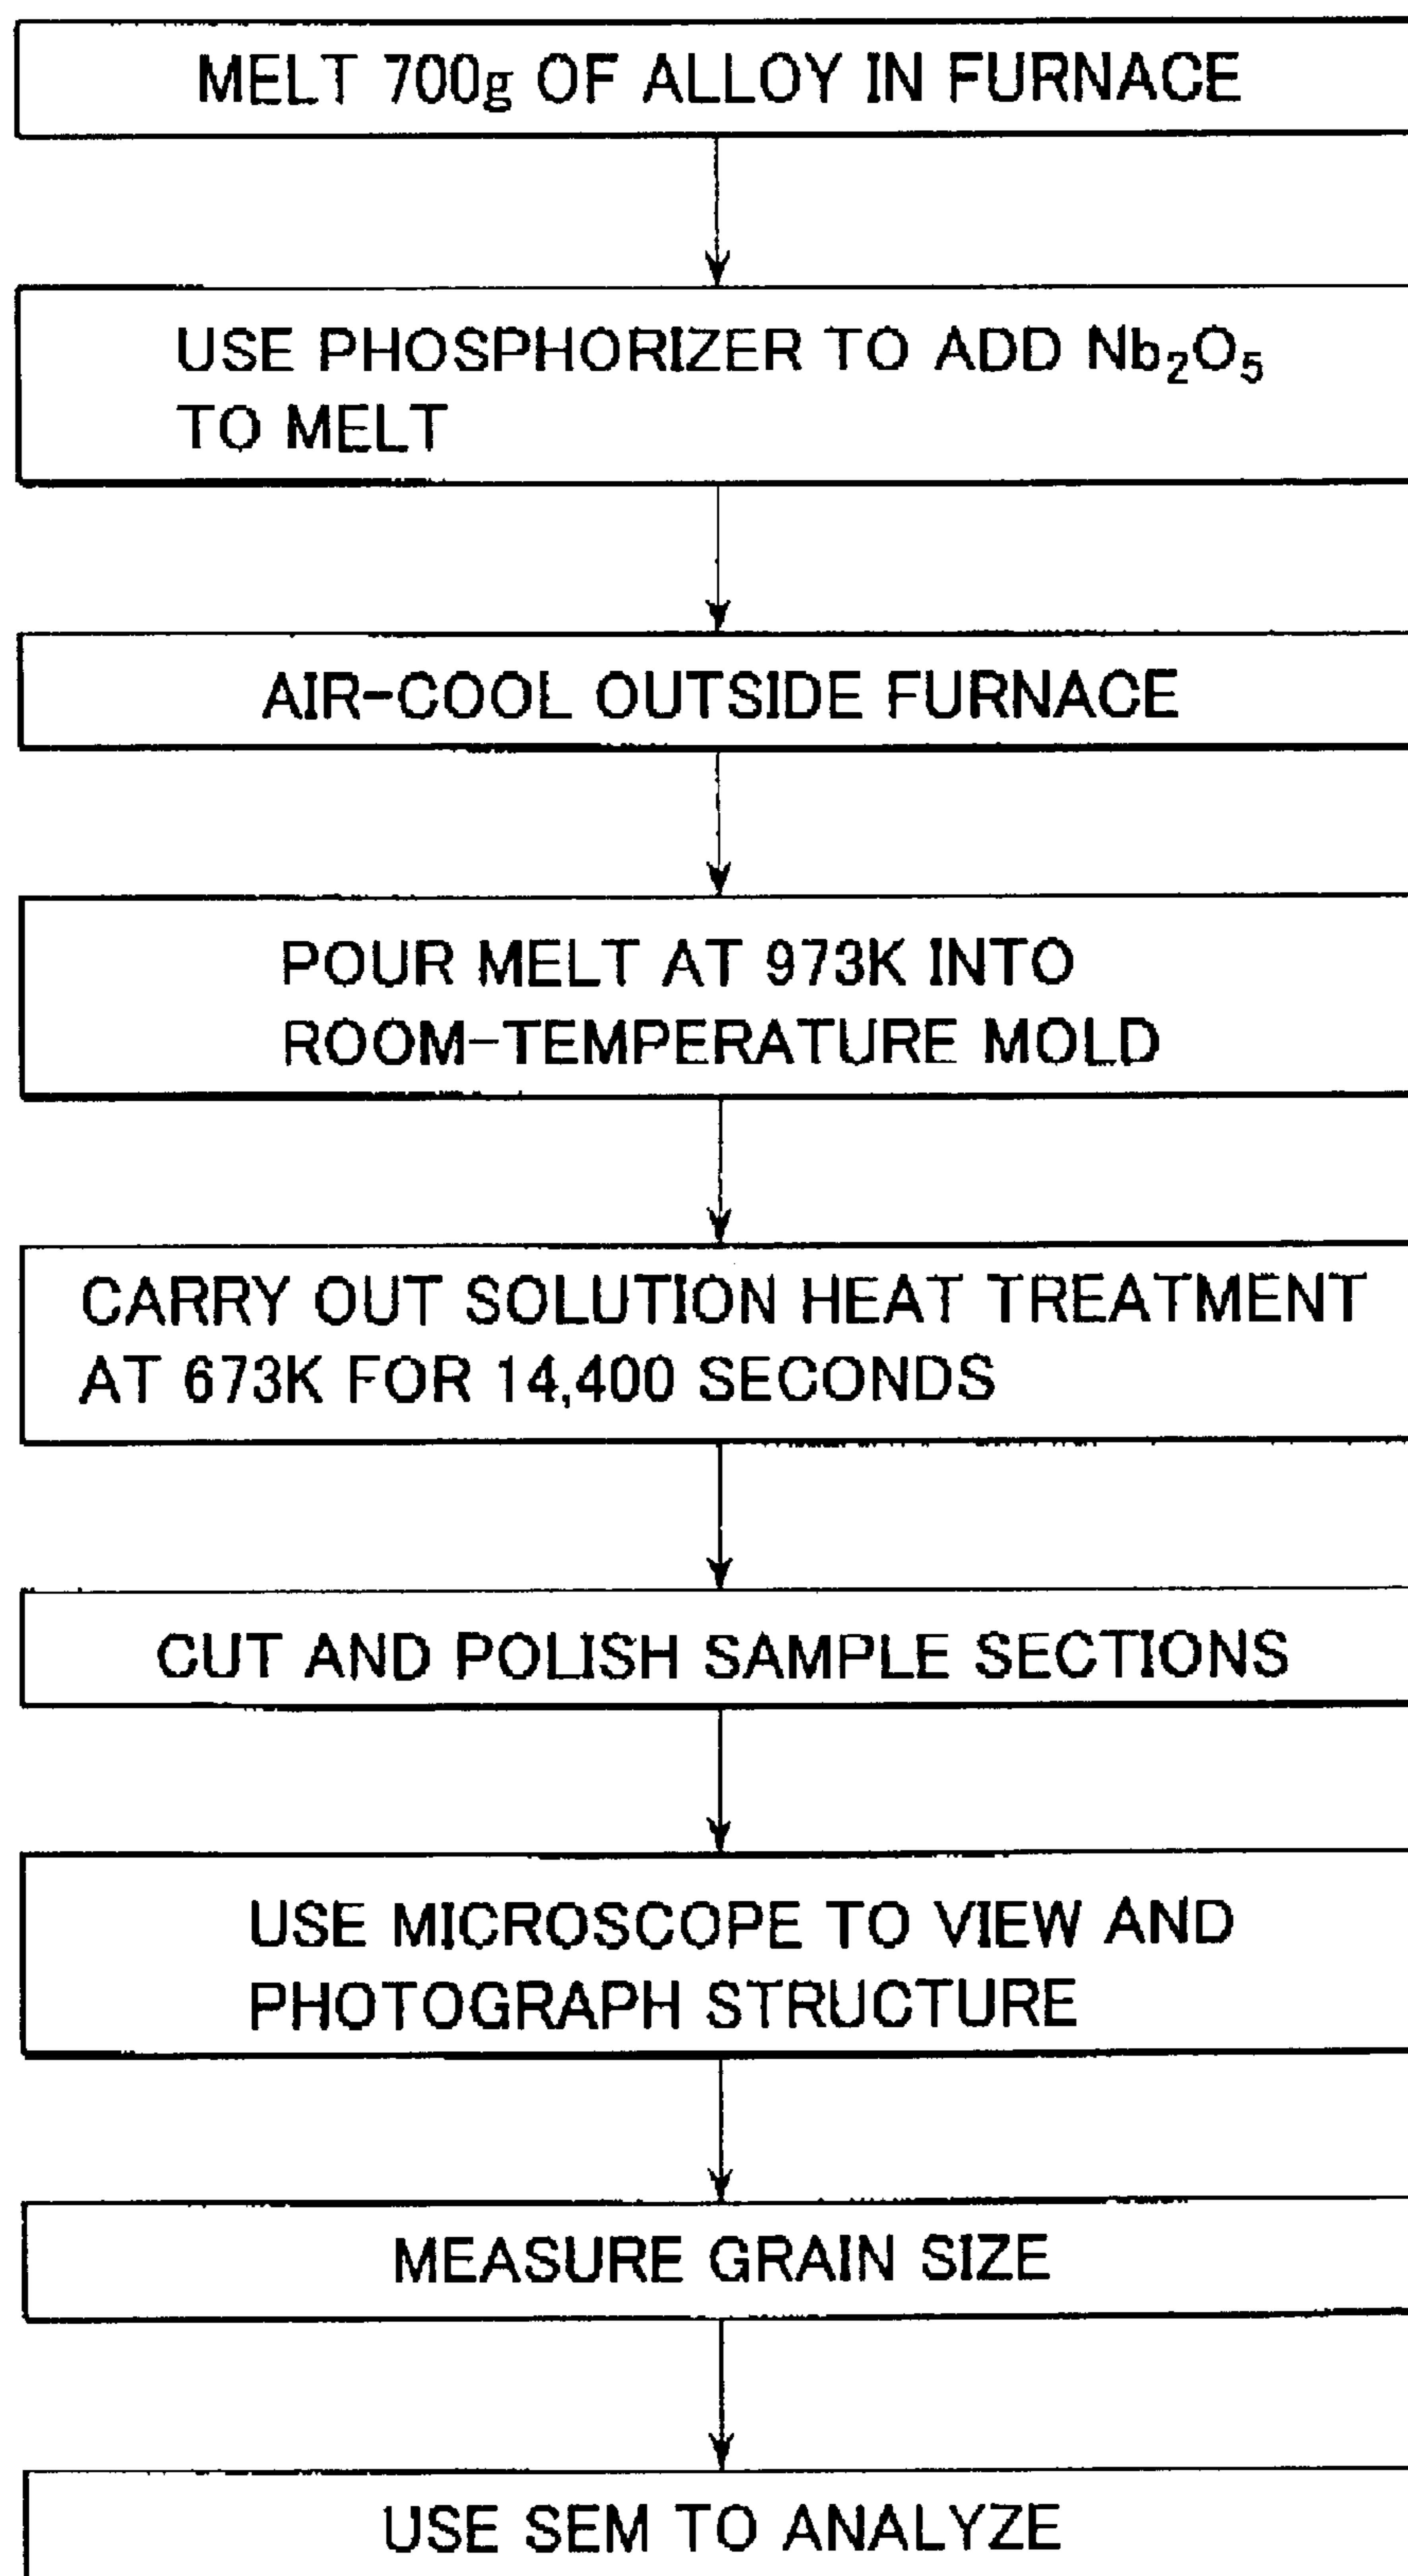 MELT 700g OF ALLOY IN FURNACE
USE PHOSPHORIZER TO ADD Nb₂O₅
TO MELT
AIR-COOL OUTSIDE FURNACE
POUR MELT AT 973K INTO
ROOM-TEMPERATURE MOLD
CARRY OUT SOLUTION HEAT TREATMENT
AT 673K FOR 14,400 SECONDS
CUT AND POLISH SAMPLE SECTIONS
USE MICROSCOPE TO VIEW AND
PHOTOGRAPH STRUCTURE
MEASURE GRAIN SIZE
USE SEM TO ANALYZE